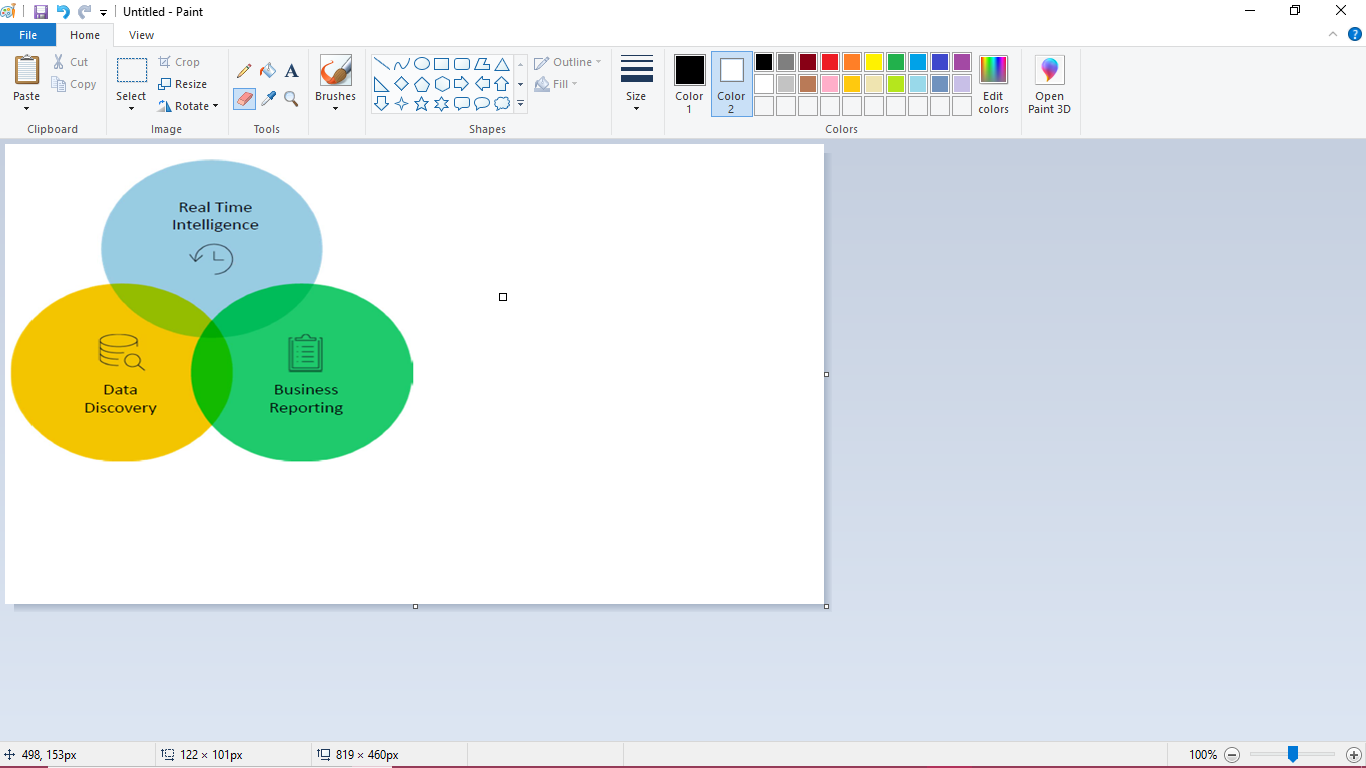 Untitled - Paint
File Home View
Paste
Cut
Copy
Clipboard
Select
Crop
Resize
Rotate
Image
A
Tools
Brushes
Outline
Fill
Shapes
Size
Color 1
Color 2
Colors
Edit colors
Open Paint 3D
?
Real Time
Intelligence
Data
Discovery
Business
Reporting
498, 153px 122 × 101px 819 × 460px 100%